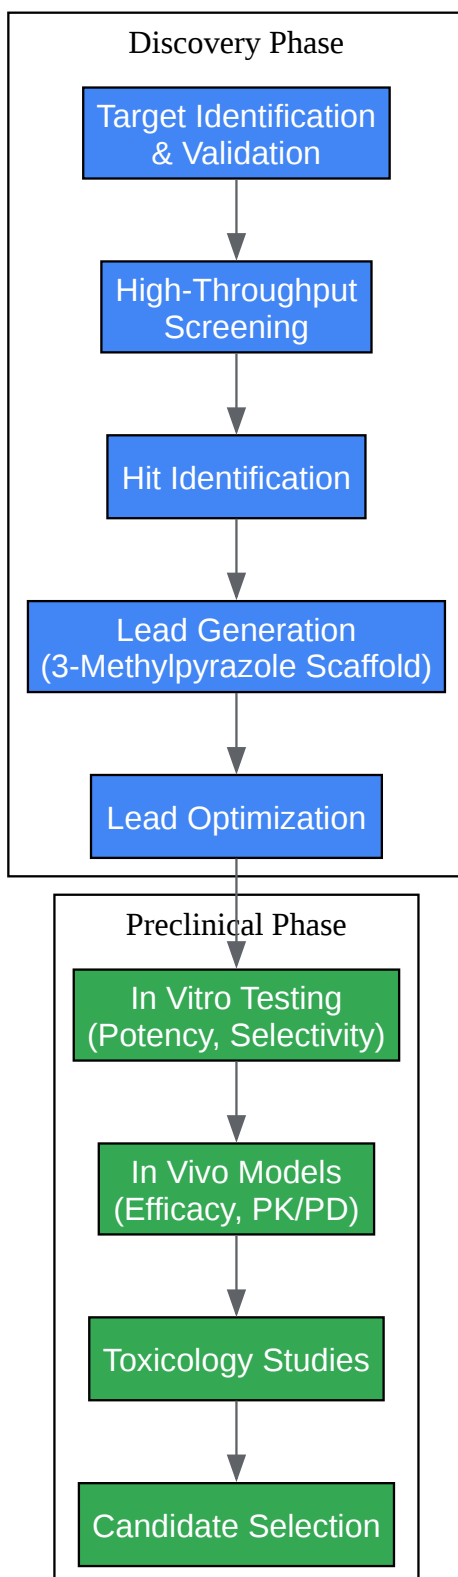 Discovery Phase
Target Identification
& Validation
High-Throughput
Screening
Hit Identification
Lead Generation
(3-Methylpyrazole Scaffold)
Lead Optimization
Preclinical Phase
In Vitro Testing
(Potency, Selectivity)
In Vivo Models
(Efficacy, PK/PD)
Toxicology Studies
Candidate Selection